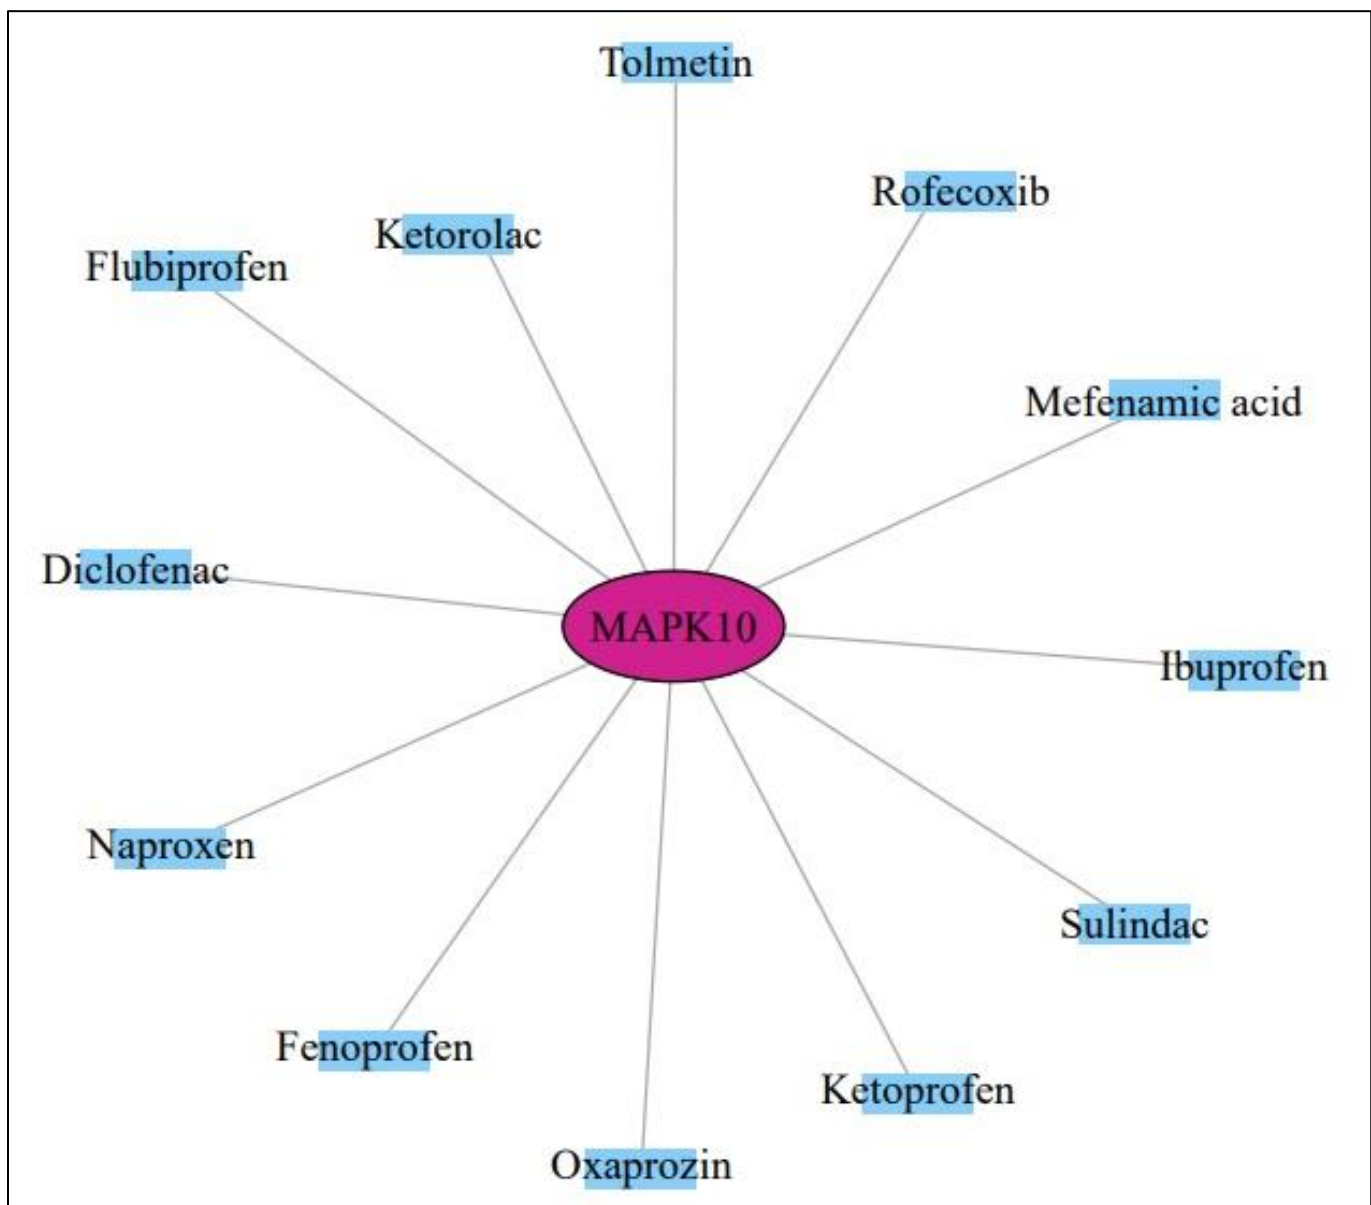 Tolmetin
Rofecoxib
Ketorolac
Flubiprofen
Mefenamic acid
Diclofenac
MAPK10
Ibuprofen
Naproxen
Sulindac
Fenoprofen
Ketoprofen
Oxaprozin